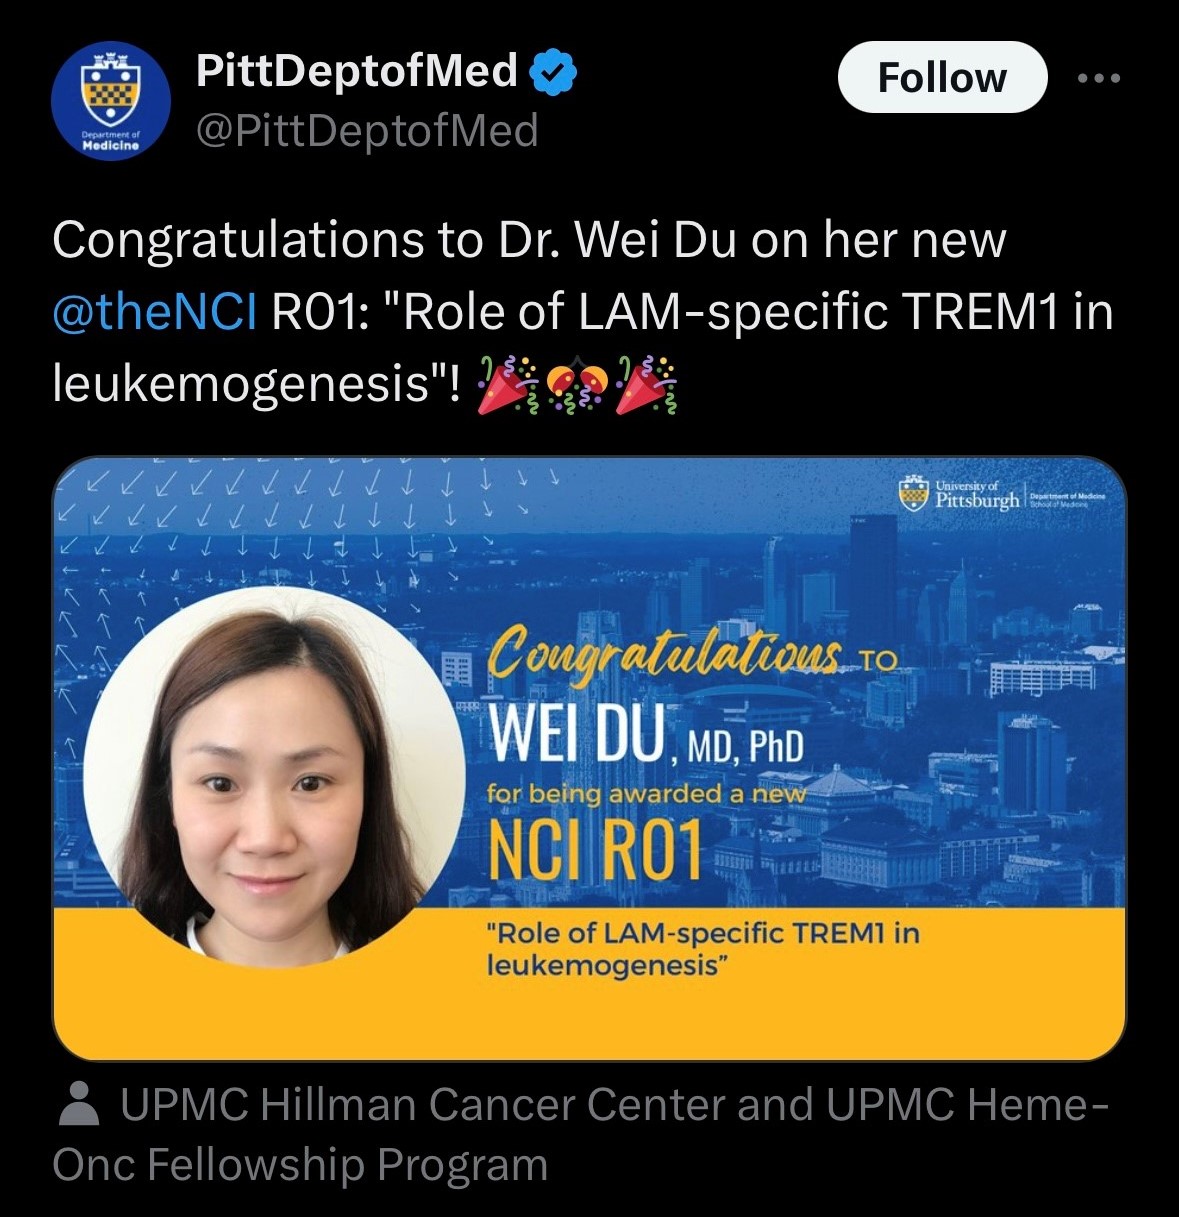 PittDeptofMed
@PittDeptofMed
Follow
Department of
Medicine
Congratulations to Dr. Wei Du on her new
@theNCI R01: "Role of LAM-specific TREM1 in
leukemogenesis"! 🎉🎊🎉
University of
Pittsburgh
Department of Medicine
School of Medicine
UPMC
Congratulations TO
WEI DU, MD, PhD
for being awarded a new
NCI R01
"Role of LAM-specific TREM1 in
leukemogenesis”
UPMC Hillman Cancer Center and UPMC Heme-
Onc Fellowship Program